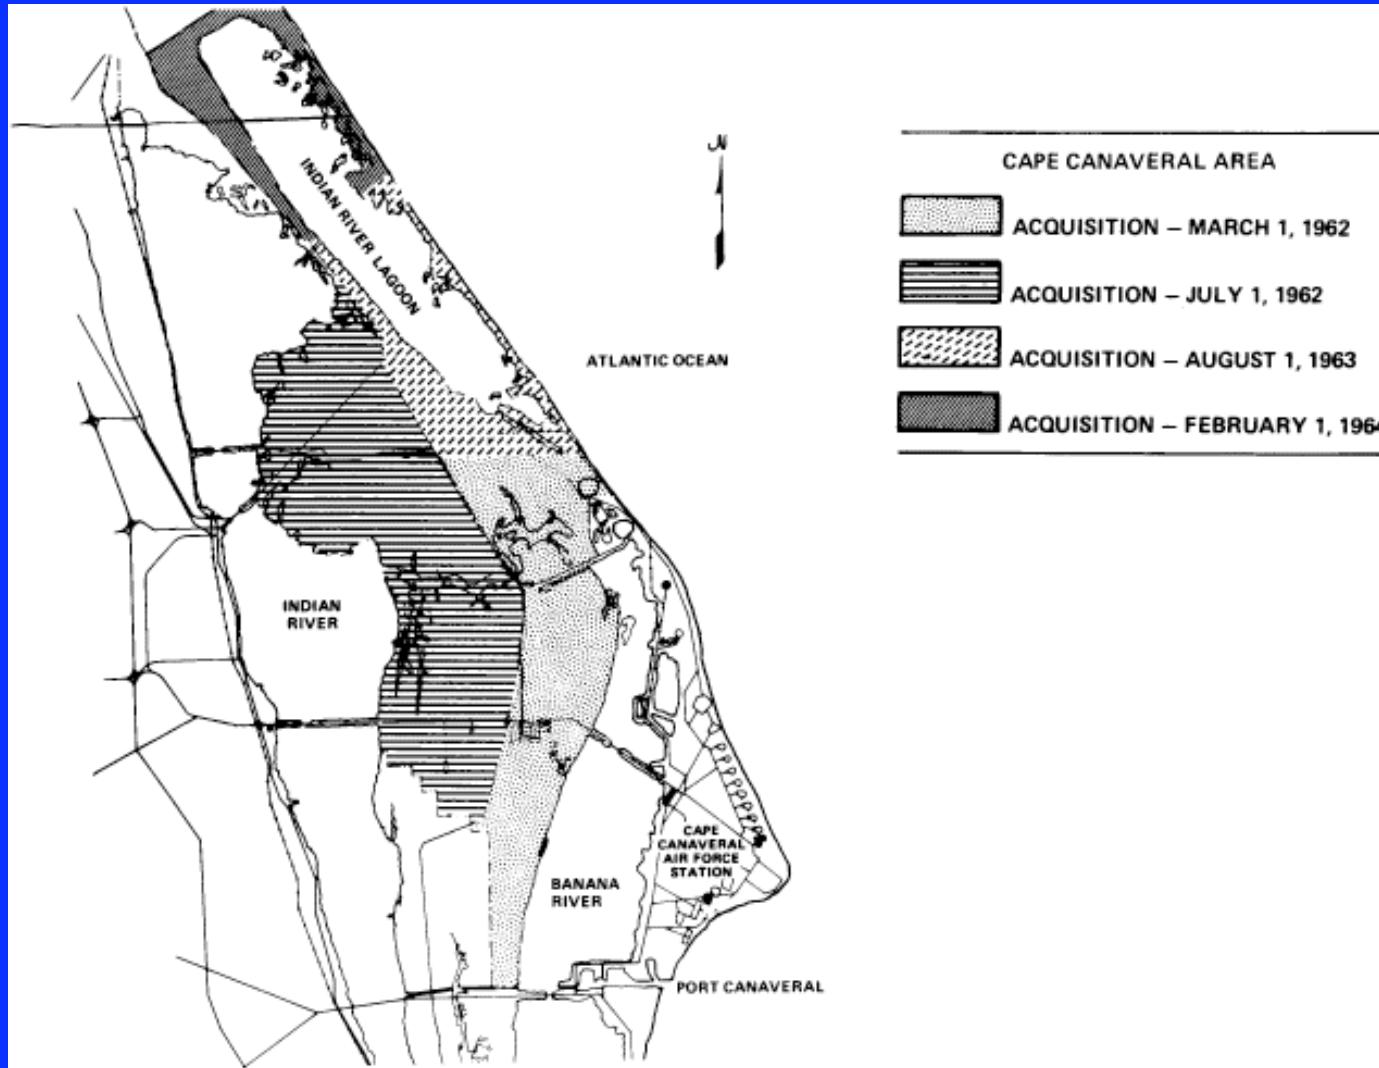 N
INDIAN RIVER LAGOON
ATLANTIC OCEAN
INDIAN
RIVER
CAPE
CANAVERAL
AIR FORCE
STATION
BANANA
RIVER
PORT CANAVERAL
CAPE CANAVERAL AREA
ACQUISITION – MARCH 1, 1962
ACQUISITION – JULY 1, 1962
ACQUISITION – AUGUST 1, 1963
ACQUISITION – FEBRUARY 1, 1964